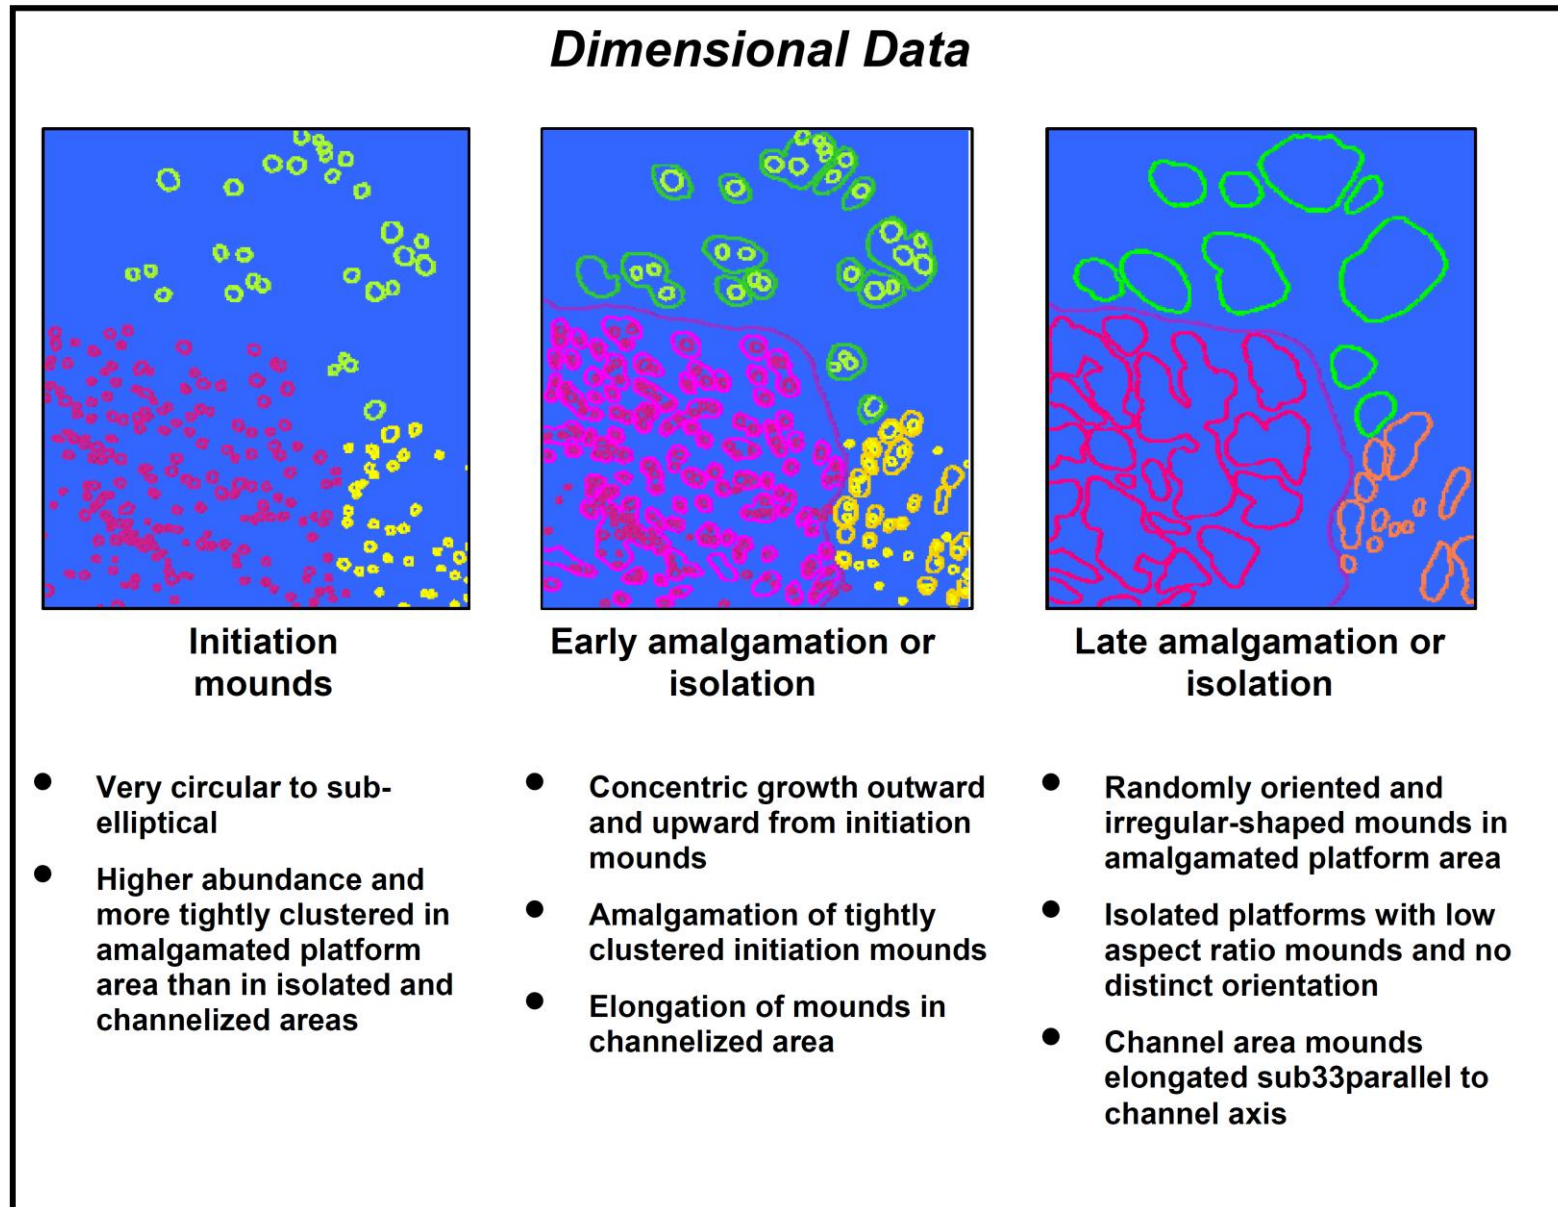 Dimensional Data
Initiation
mounds
● Very circular to sub-
elliptical
● Higher abundance and
more tightly clustered in
amalgamated platform
area than in isolated and
channelized areas
Early amalgamation or
isolation
● Concentric growth outward
and upward from initiation
mounds
● Amalgamation of tightly
clustered initiation mounds
● Elongation of mounds in
channelized area
Late amalgamation or
isolation
● Randomly oriented and
irregular-shaped mounds in
amalgamated platform area
● Isolated platforms with low
aspect ratio mounds and no
distinct orientation
● Channel area mounds
elongated sub33parallel to
channel axis